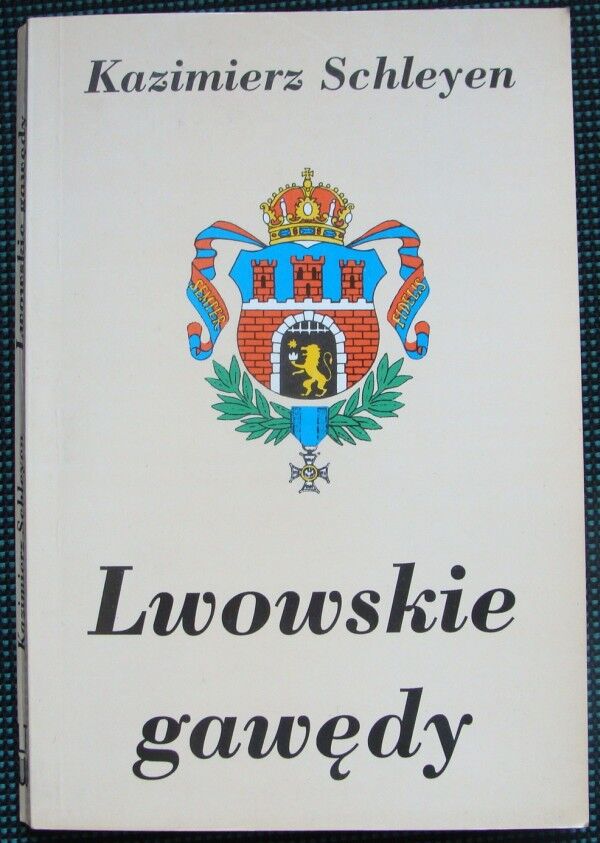 Kazimierz Schleyen
SEMPER
FIDELIS
Lwowskie
gawędy
Kazimierz Schleyen Lwowskie gawędy